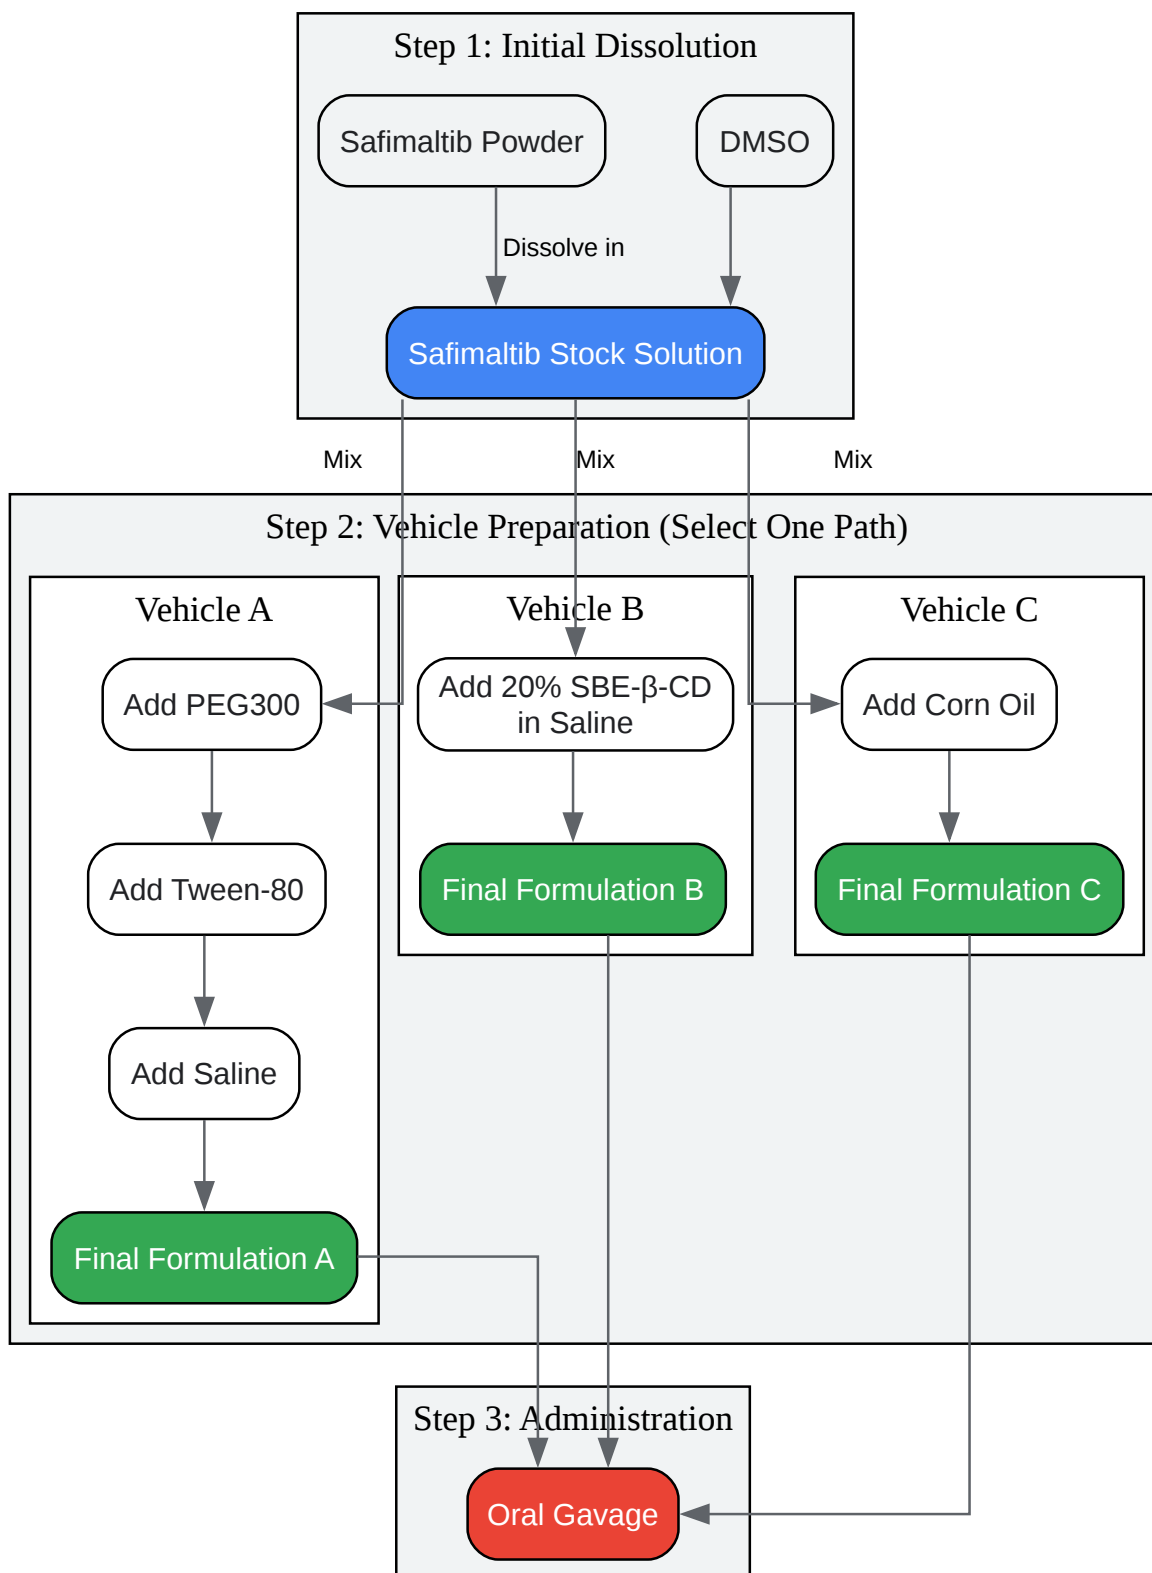 Step 1: Initial Dissolution
Safimaltib Powder
DMSO
Dissolve in
Safimaltib Stock Solution
Mix
Mix
Mix
Step 2: Vehicle Preparation (Select One Path)
Vehicle A
Vehicle B
Vehicle C
Add PEG300
Add 20% SBE-β-CD
in Saline
Add Corn Oil
Add Tween-80
Final Formulation B
Final Formulation C
Add Saline
Final Formulation A
Step 3: Administration
Oral Gavage